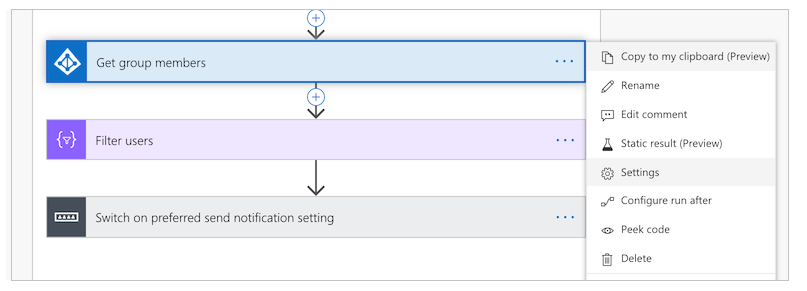 Get group members
Filter users
Switch on preferred send notification setting
Copy to my clipboard (Preview)
Rename
Edit comment
Static result (Preview)
Settings
Configure run after
Peek code
Delete